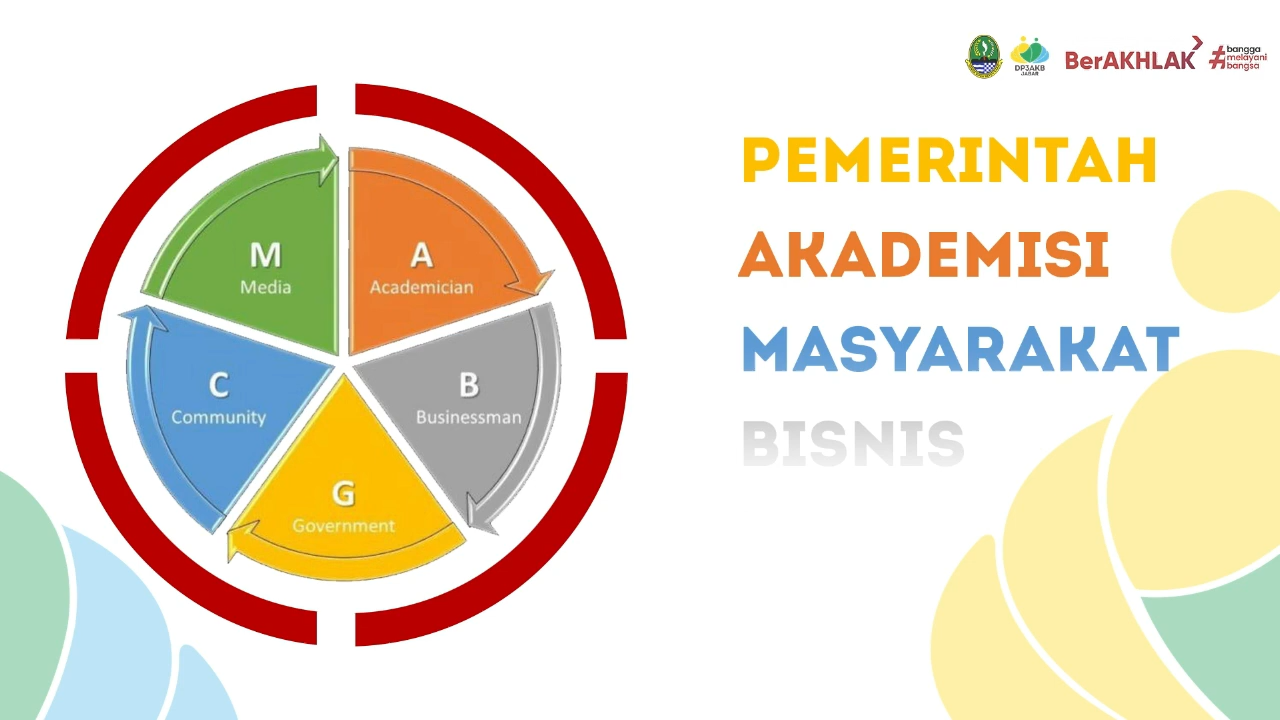 DP3AKB
JABAR
BerAKHLAK
#bangga
melayani
bangsa
M
Media
A
Academician
C
Community
B
Businessman
G
Government
PEMERINTAH
AKADEMISI
MASYARAKAT
BISNIS